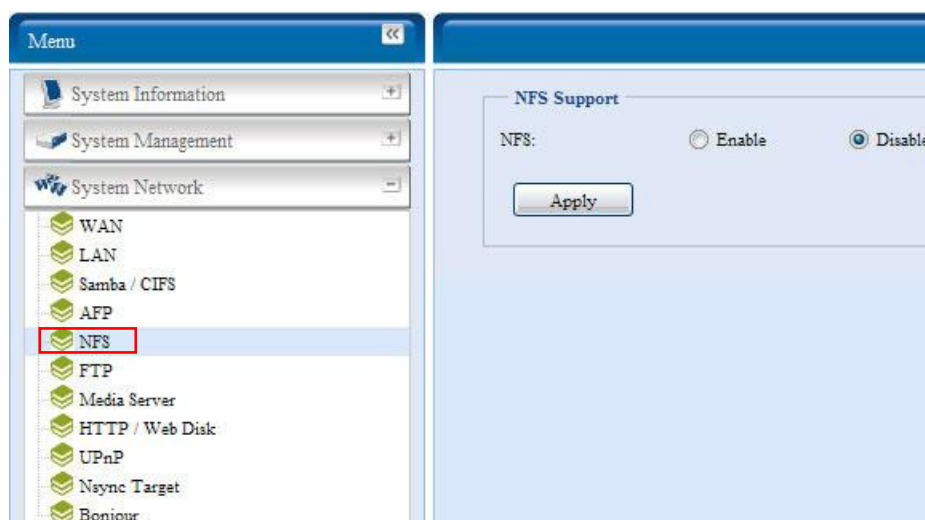 Menu
System Information
System Management
System Network
WAN
LAN
Samba / CIFS
AFP
NFS
FTP
Media Server
HTTP / Web Disk
UPnP
Nsync Target
Bonjour
NFS Support
NFS: Enable Disable
Apply